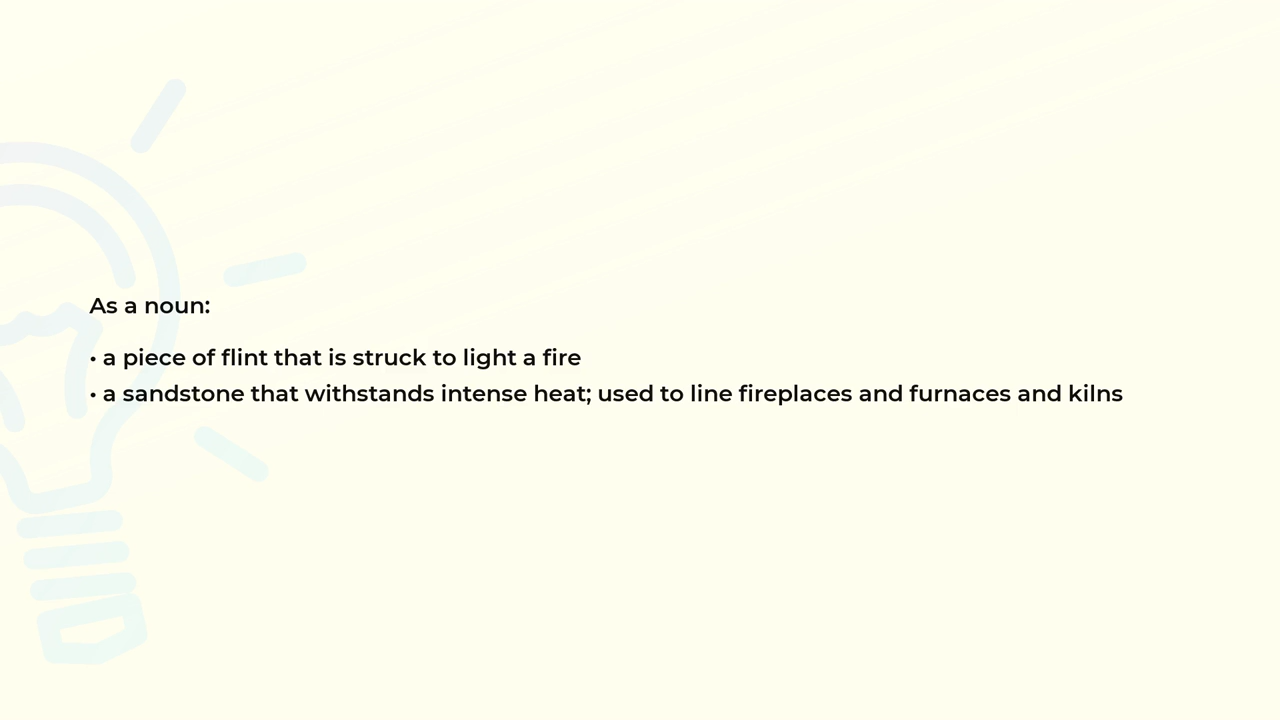 As a noun:
• a piece of flint that is struck to light a fire
• a sandstone that withstands intense heat; used to line fireplaces and furnaces and kilns